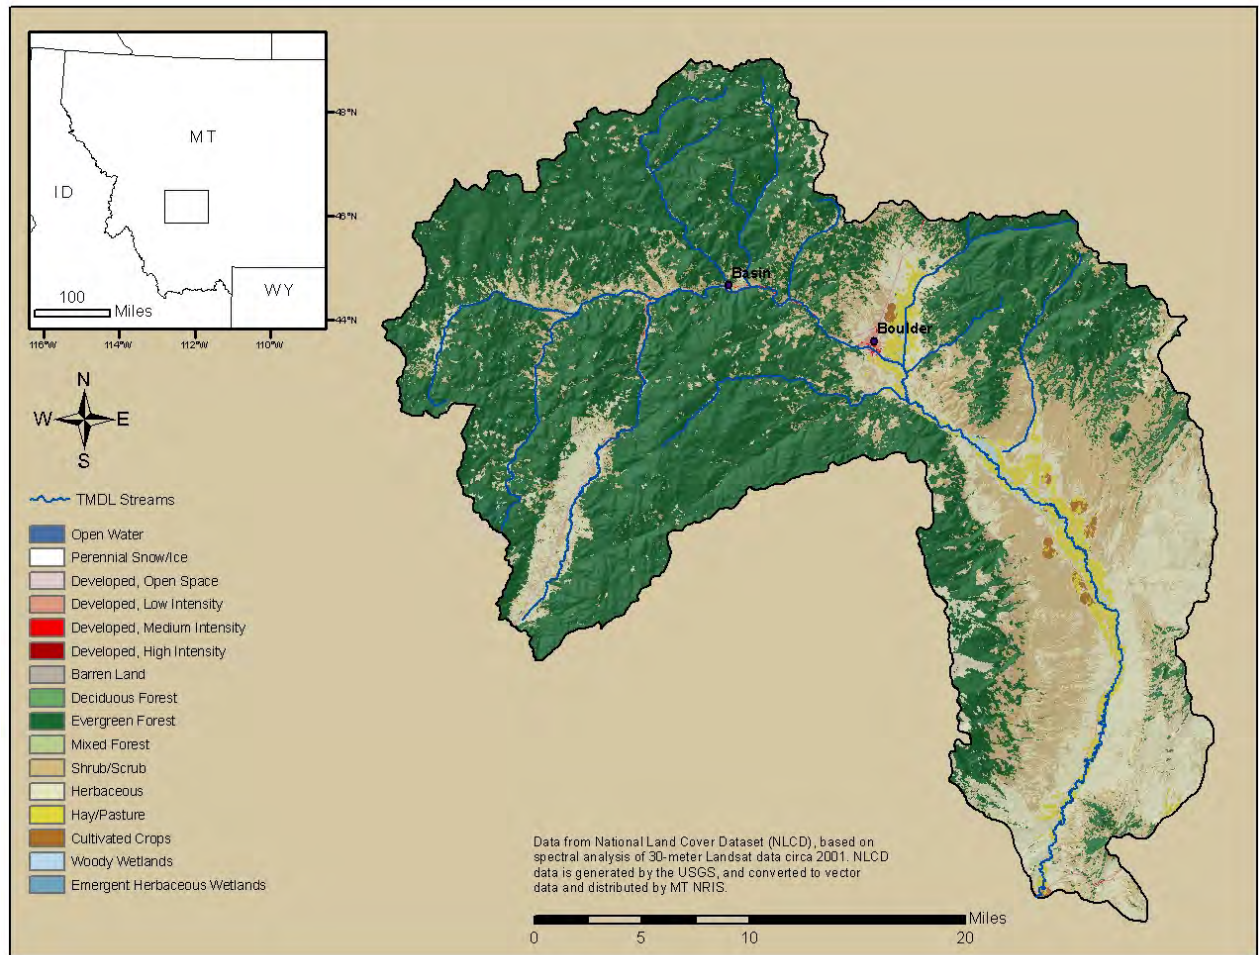 MT
ID
WY
100
Miles
48°N
46°N
44°N
116°W
114°W
112°W
110°W
N
W
E
S
TMDL Streams
Open Water
Perennial Snow/Ice
Developed, Open Space
Developed, Low Intensity
Developed, Medium Intensity
Developed, High Intensity
Barren Land
Deciduous Forest
Evergreen Forest
Mixed Forest
Shrub/Scrub
Herbaceous
Hay/Pasture
Cultivated Crops
Woody Wetlands
Emergent Herbaceous Wetlands
Basin
Boulder
Data from National Land Cover Dataset (NLCD), based on
spectral analysis of 30-meter Landsat data circa 2001. NLCD
data is generated by the USGS, and converted to vector
data and distributed by MT NRIS.
Miles
0
5
10
20